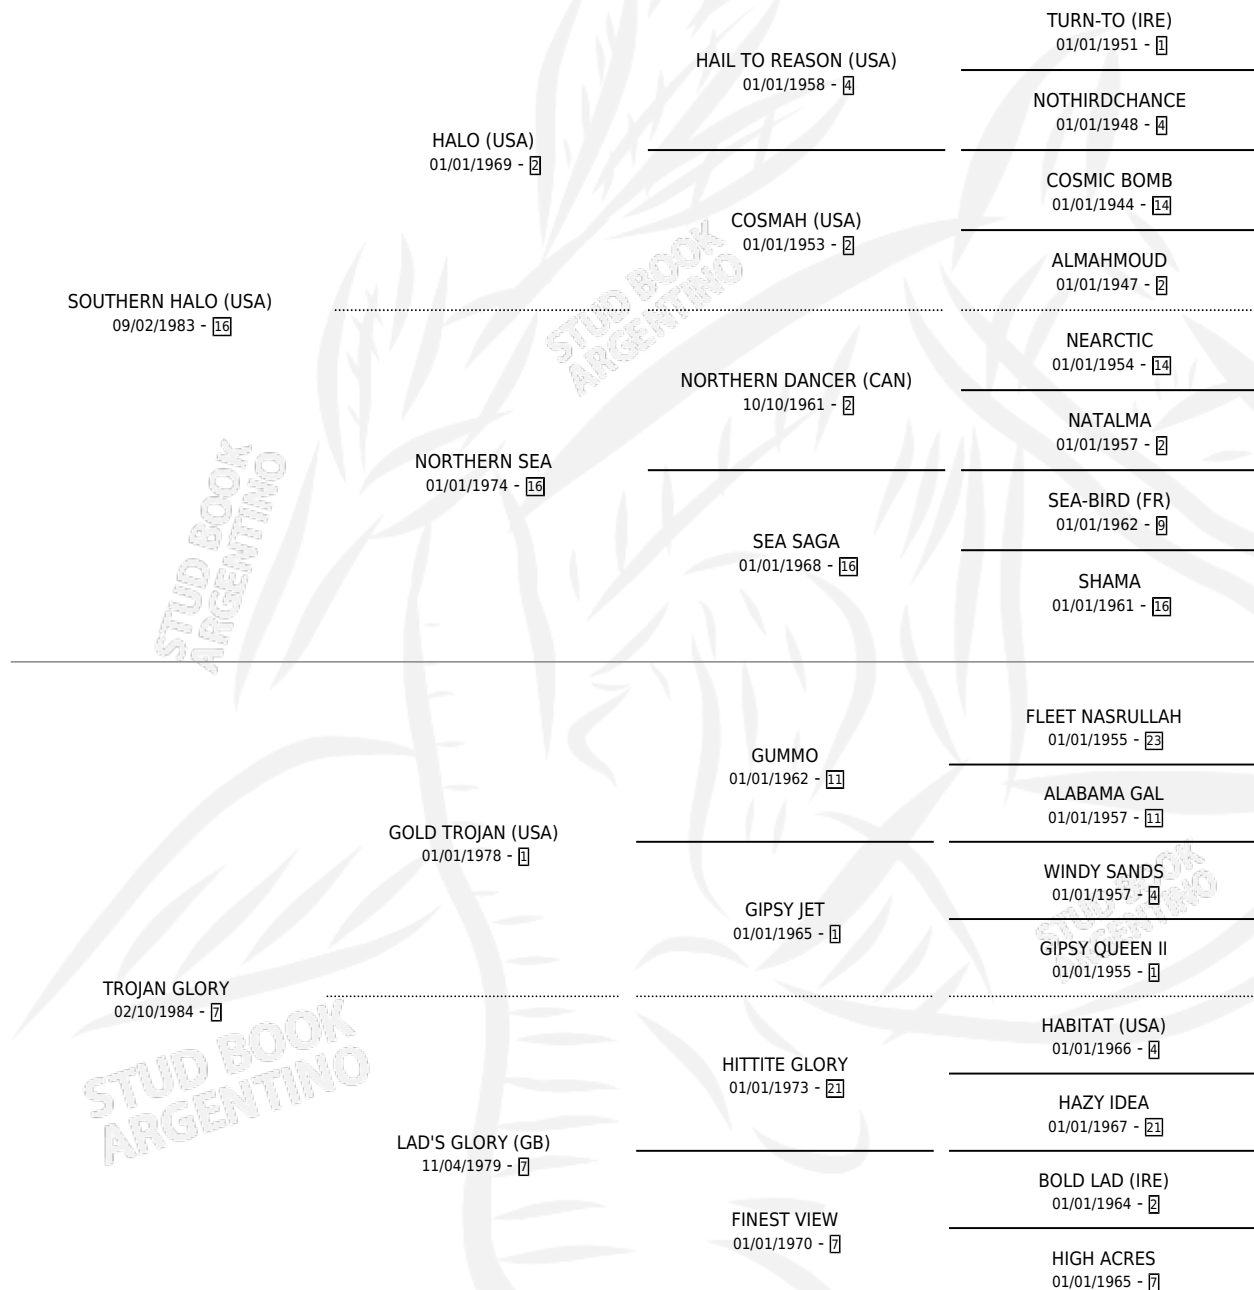 TURN-TO (IRE)
01/01/1951 - 1
HAIL TO REASON (USA)
01/01/1958 - 4
NOTHIRDCHANCE
01/01/1948 - 4
HALO (USA)
01/01/1969 - 2
COSMIC BOMB
01/01/1944 - 14
COSMAH (USA)
01/01/1953 - 2
ALMAHMOUD
01/01/1947 - 2
SOUTHERN HALO (USA)
09/02/1983 - 16
NEARCTIC
01/01/1954 - 14
NORTHERN DANCER (CAN)
10/10/1961 - 2
NATALMA
01/01/1957 - 2
NORTHERN SEA
01/01/1974 - 16
SEA-BIRD (FR)
01/01/1962 - 9
SEA SAGA
01/01/1968 - 16
SHAMA
01/01/1961 - 16
FLEET NASRULLAH
01/01/1955 - 23
GUMMO
01/01/1962 - 11
ALABAMA GAL
01/01/1957 - 11
GOLD TROJAN (USA)
01/01/1978 - 1
WINDY SANDS
01/01/1957 - 4
GIPSY JET
01/01/1965 - 1
GIPSY QUEEN II
01/01/1955 - 1
TROJAN GLORY
02/10/1984 - 7
HABITAT (USA)
01/01/1966 - 4
HITTITE GLORY
01/01/1973 - 21
HAZY IDEA
01/01/1967 - 21
LAD'S GLORY (GB)
11/04/1979 - 7
BOLD LAD (IRE)
01/01/1964 - 2
FINEST VIEW
01/01/1970 - 7
HIGH ACRES
01/01/1965 - 7
STUD BOOK
ARGENTINO
STUD BOOK
ARGENTINO
STUD BOOK
ARGENTINO
STUD BOOK
ARGENTINO